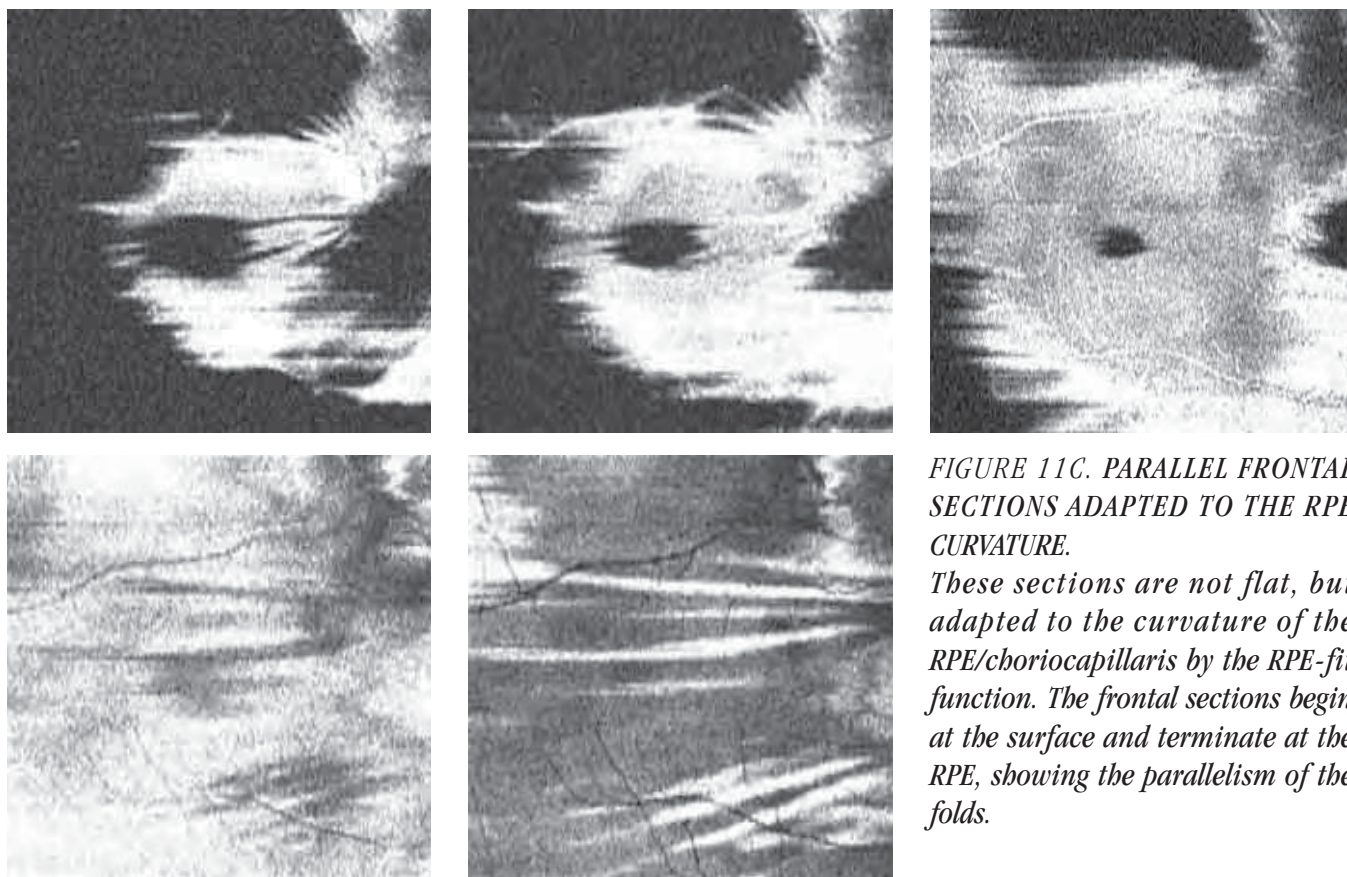 FIGURE 11C. PARALLEL FRONTAL
SECTIONS ADAPTED TO THE RPE
CURVATURE.
These sections are not flat, but
adapted to the curvature of the
RPE/choriocapillaris by the RPE-fit
function. The frontal sections begin
at the surface and terminate at the
RPE, showing the parallelism of the
folds.